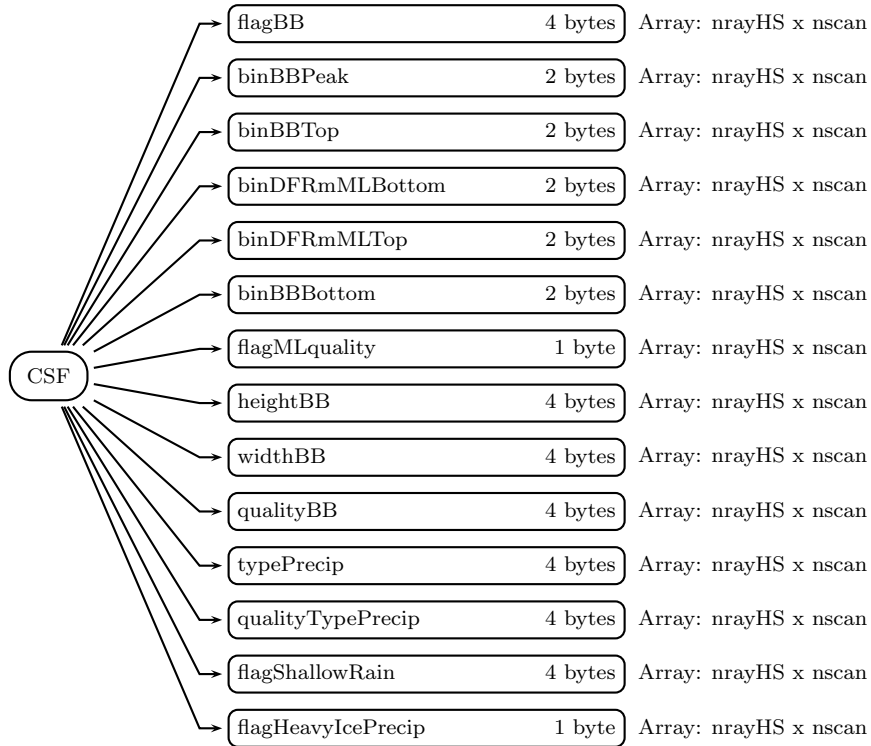 flagBB 4 bytes Array: nrayHS x nscan
binBBPeak 2 bytes Array: nrayHS x nscan
binBBTop 2 bytes Array: nrayHS x nscan
binDFRmMLBottom 2 bytes Array: nrayHS x nscan
binDFRmMLTop 2 bytes Array: nrayHS x nscan
binBBBottom 2 bytes Array: nrayHS x nscan
flagMLquality 1 byte Array: nrayHS x nscan
CSF
heightBB 4 bytes Array: nrayHS x nscan
widthBB 4 bytes Array: nrayHS x nscan
qualityBB 4 bytes Array: nrayHS x nscan
typePrecip 4 bytes Array: nrayHS x nscan
qualityTypePrecip 4 bytes Array: nrayHS x nscan
flagShallowRain 4 bytes Array: nrayHS x nscan
flagHeavyIcePrecip 1 byte Array: nrayHS x nscan